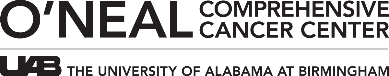 O'NEAL COMPREHENSIVE
CANCER CENTER
UAB THE UNIVERSITY OF ALABAMA AT BIRMINGHAM